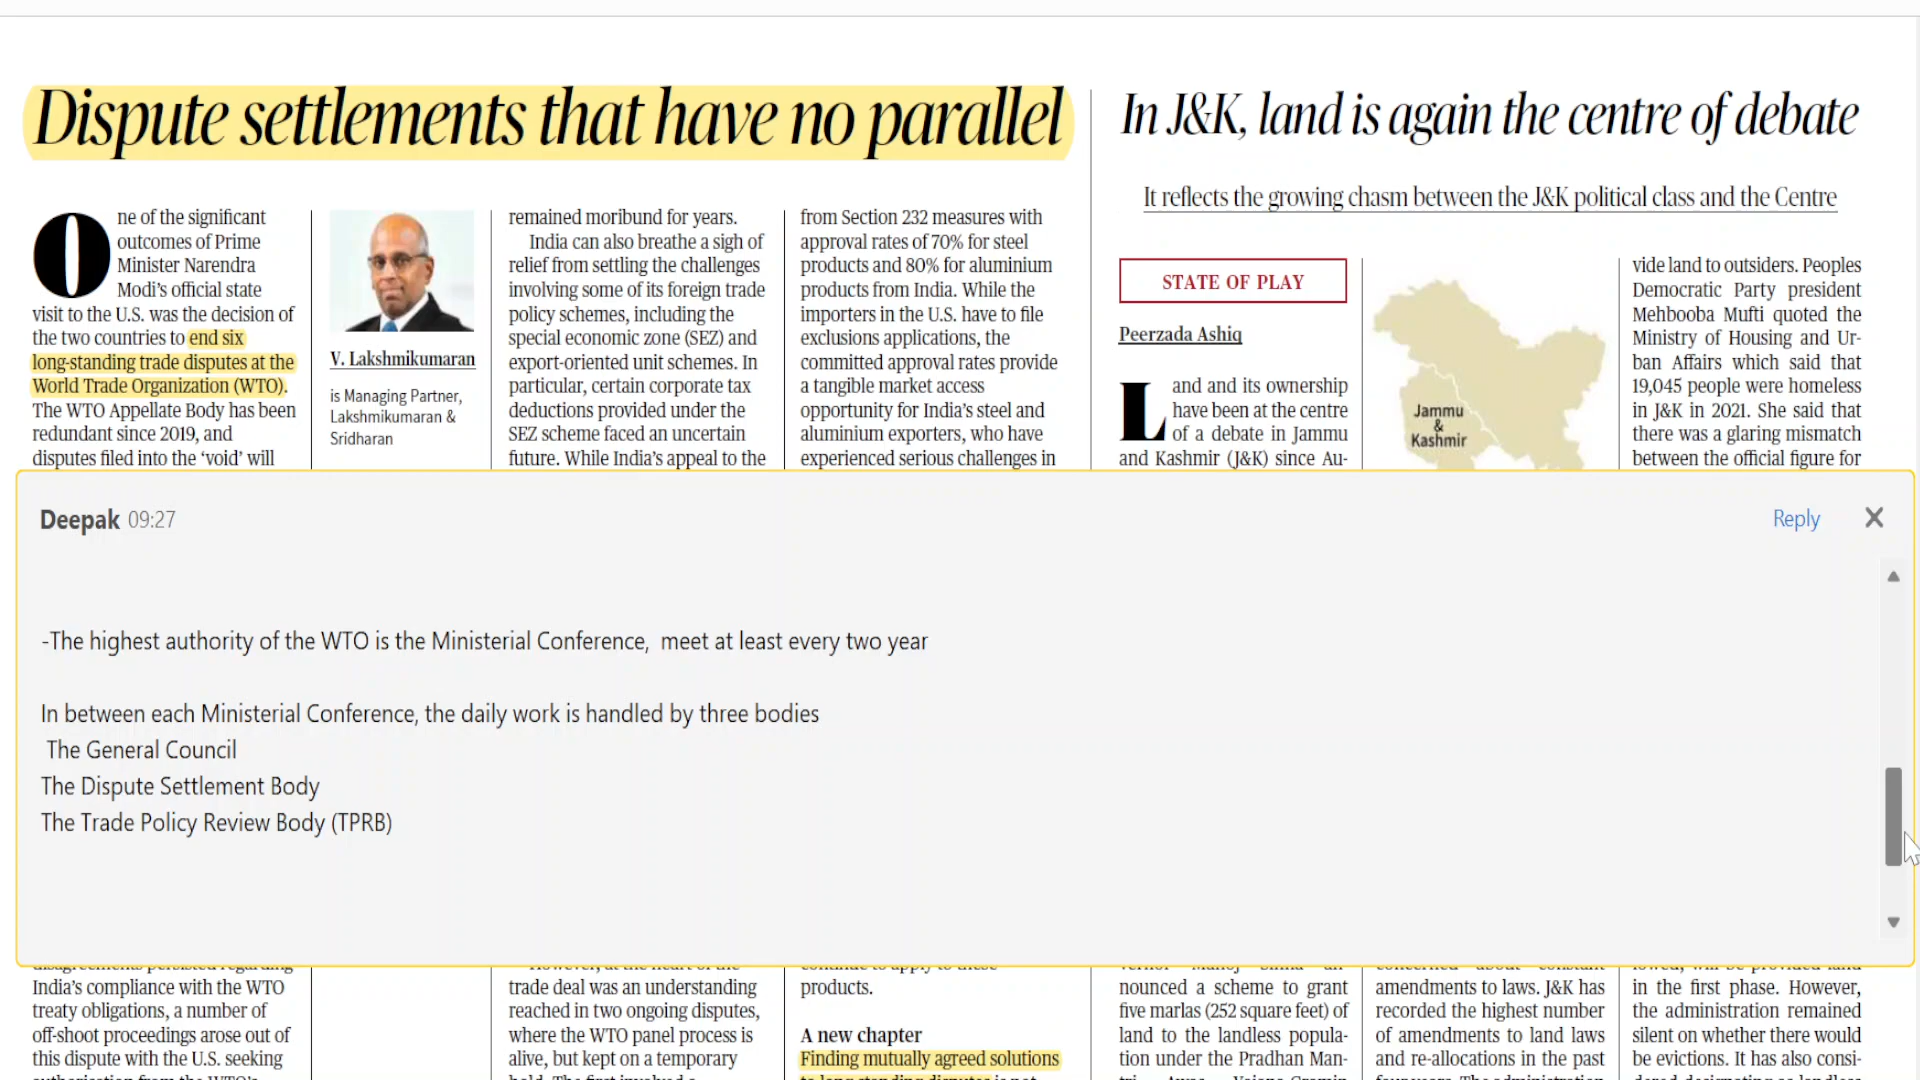 Dispute settlements that have no parallel
One of the significant
outcomes of Prime
Minister Narendra
Modi's official state
visit to the U.S. was the decision of
the two countries to end six
long-standing trade disputes at the
World Trade Organization (WTO).
The WTO Appellate Body has been
redundant since 2019, and
disputes filed into the 'void' will
V. Lakshmikumaran
is Managing Partner,
Lakshmikumaran &
Sridharan
remained moribund for years.
India can also breathe a sigh of
relief from settling the challenges
involving some of its foreign trade
policy schemes, including the
special economic zone (SEZ) and
export-oriented unit schemes. In
particular, certain corporate tax
deductions provided under the
SEZ scheme faced an uncertain
future. While India's appeal to the
from Section 232 measures with
approval rates of 70% for steel
products and 80% for aluminium
products from India. While the
importers in the U.S. have to file
exclusions applications, the
committed approval rates provide
a tangible market access
opportunity for India's steel and
aluminium exporters, who have
experienced serious challenges in
In J&K, land is again the centre of debate
It reflects the growing chasm between the J&K political class and the Centre
STATE OF PLAY
Peerzada Ashiq
Land and its ownership
have been at the centre
of a debate in Jammu
and Kashmir (J&K) since Au-
Jammu
&
Kashmir
vide land to outsiders. Peoples
Democratic Party president
Mehbooba Mufti quoted the
Ministry of Housing and Ur-
ban Affairs which said that
19,045 people were homeless
in J&K in 2021. She said that
there was a glaring mismatch
between the official figure for
Deepak 09:27
Reply
-The highest authority of the WTO is the Ministerial Conference, meet at least every two year
In between each Ministerial Conference, the daily work is handled by three bodies
The General Council
The Dispute Settlement Body
The Trade Policy Review Body (TPRB)
India's compliance with the WTO
treaty obligations, a number of
off-shoot proceedings arose out of
this dispute with the U.S. seeking
trade deal was an understanding
reached in two ongoing disputes,
where the WTO panel process is
alive, but kept on a temporary
products.
A new chapter
Finding mutually agreed solutions
nounced a scheme to grant
five marlas (252 square feet) of
land to the landless popula-
tion under the Pradhan Man-
amendments to laws. J&K has
recorded the highest number
of amendments to land laws
and re-allocations in the past
in the first phase. However,
the administration remained
silent on whether there would
be evictions. It has also consi-